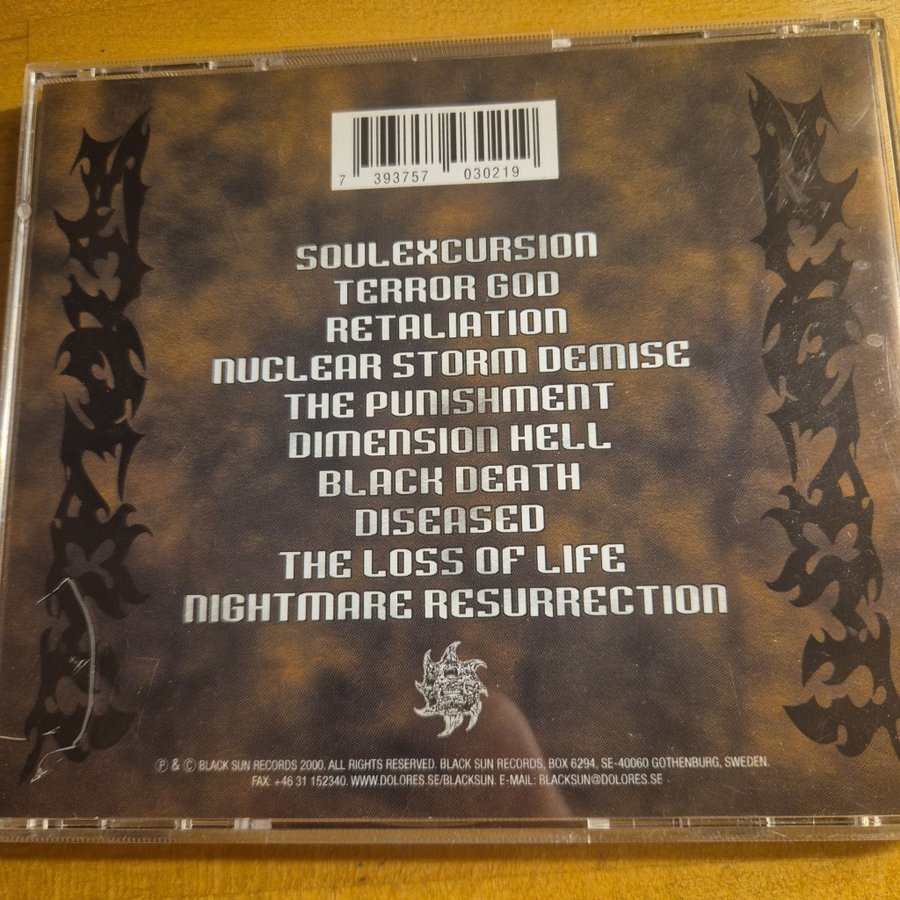 7 393757 030219
SOULEXCURSION
TERROR GOD
RETALIATION
NUCLEAR STORM DEMISE
THE PUNISHMENT
DIMENSION HELL
BLACK DEATH
DISEASED
THE LOSS OF LIFE
NIGHTMARE RESURRECTION
℗ & © BLACK SUN RECORDS 2000. ALL RIGHTS RESERVED. BLACK SUN RECORDS, BOX 6294, SE-40060 GOTHENBURG, SWEDEN.
FAX: +46 31 152340. WWW.DOLORES.SE/BLACKSUN. E-MAIL: BLACKSUN@DOLORES.SE